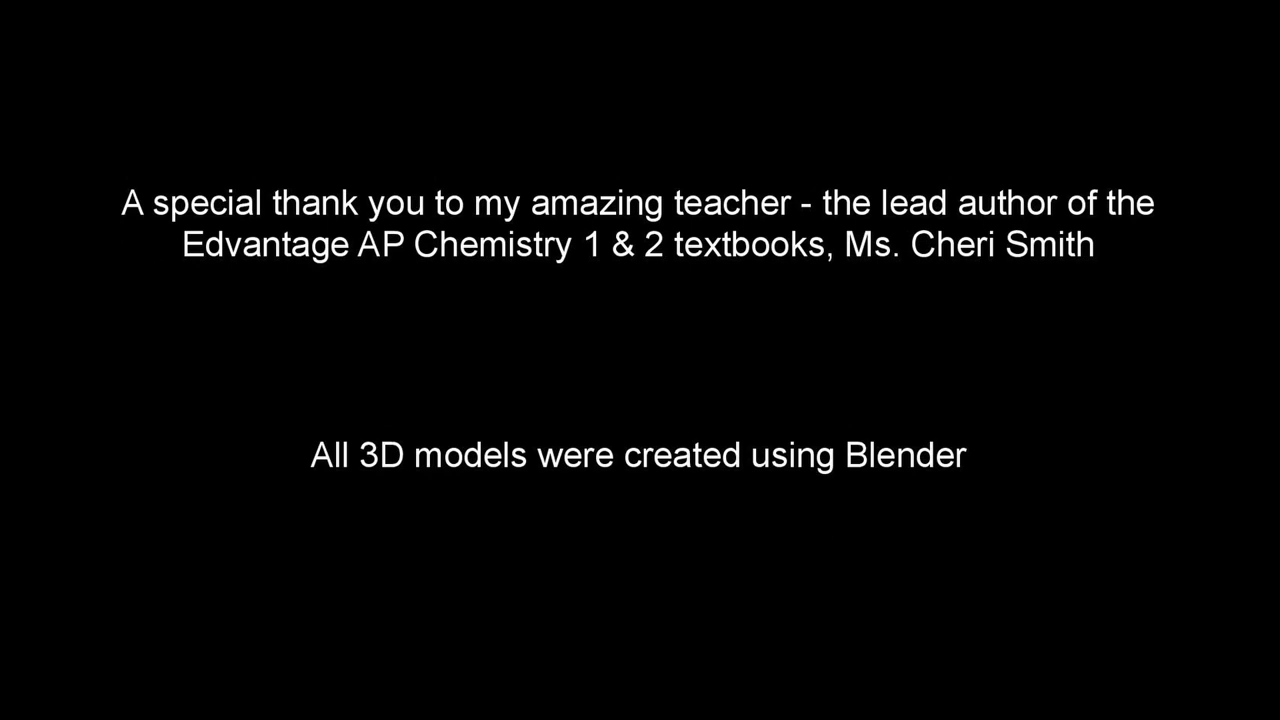 A special thank you to my amazing teacher - the lead author of the
Edvantage AP Chemistry 1 & 2 textbooks, Ms. Cheri Smith
All 3D models were created using Blender